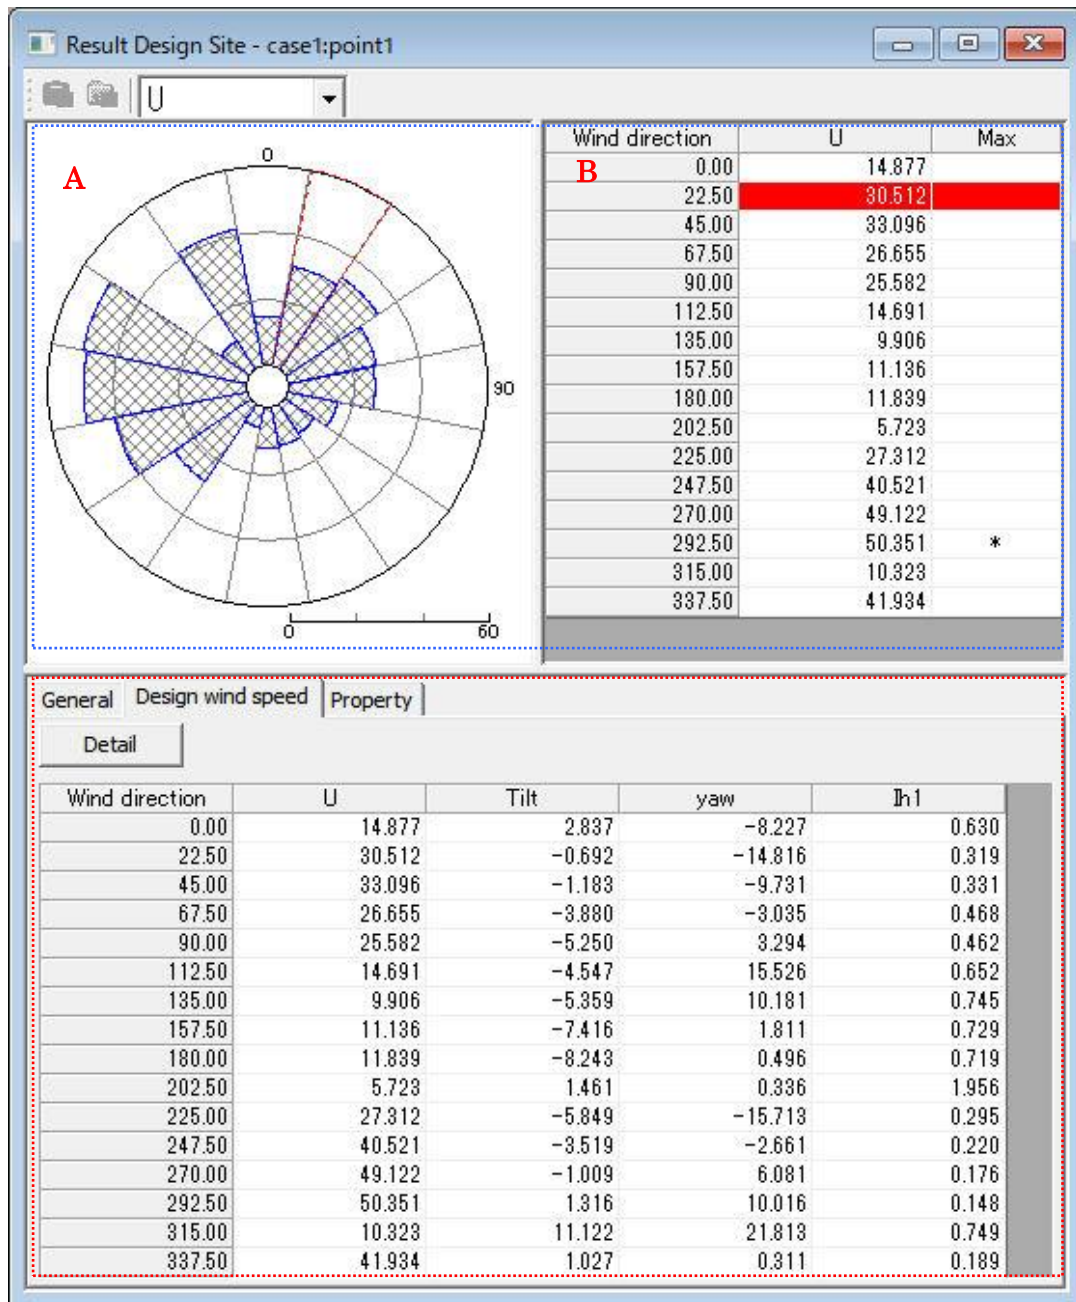 Result Design Site - case1:point1
U
A
0
90
0 60
B
Wind direction U Max
0.00 14.877
22.50 30.512
45.00 33.096
67.50 26.655
90.00 25.582
112.50 14.691
135.00 9.906
157.50 11.136
180.00 11.839
202.50 5.723
225.00 27.312
247.50 40.521
270.00 49.122
292.50 50.351 *
315.00 10.323
337.50 41.934
General Design wind speed Property
Detail
Wind direction U Tilt yaw Ih1
0.00 14.877 2.837 -8.227 0.630
22.50 30.512 -0.692 -14.816 0.319
45.00 33.096 -1.183 -9.731 0.331
67.50 26.655 -3.880 -3.035 0.468
90.00 25.582 -5.250 3.294 0.462
112.50 14.691 -4.547 15.526 0.652
135.00 9.906 -5.359 10.181 0.745
157.50 11.136 -7.416 1.811 0.729
180.00 11.839 -8.243 0.496 0.719
202.50 5.723 1.461 0.336 1.956
225.00 27.312 -5.849 -15.713 0.295
247.50 40.521 -3.519 -2.661 0.220
270.00 49.122 -1.009 6.081 0.176
292.50 50.351 1.316 10.016 0.148
315.00 10.323 11.122 21.813 0.749
337.50 41.934 1.027 0.311 0.189